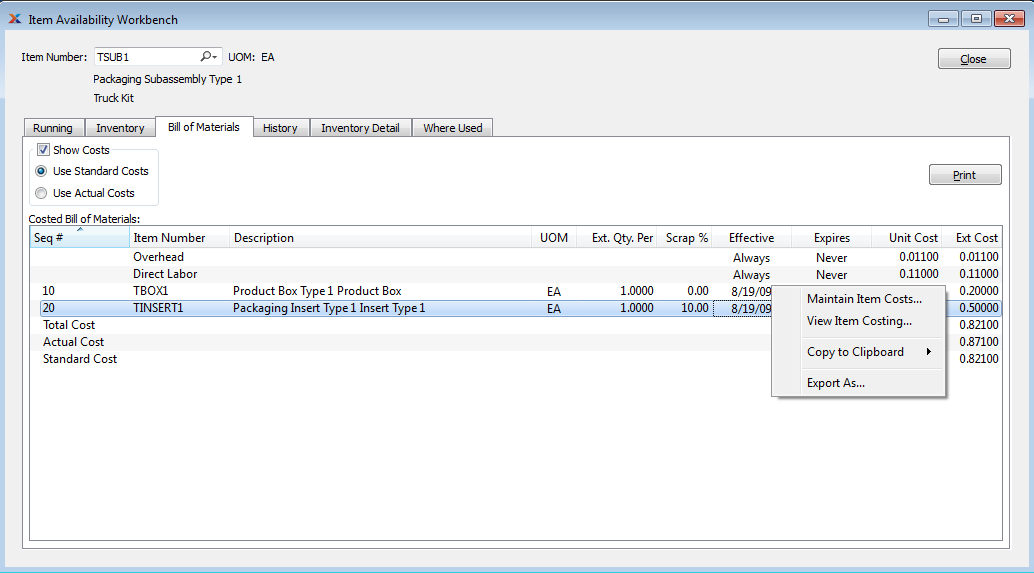 Item Availability Workbench
Item Number: TSUB1 UOM: EA
Close
Packaging Subassembly Type 1
Truck Kit
Running Inventory Bill of Materials History Inventory Detail Where Used
Show Costs
Use Standard Costs
Print
Use Actual Costs
Costed Bill of Materials:
Seq # Item Number Description UOM Ext. Qty. Per Scrap % Effective Expires Unit Cost Ext Cost
Overhead Always Never 0.01100 0.01100
Direct Labor Always Never 0.11000 0.11000
10 TBOX1 Product Box Type 1 Product Box EA 1.0000 0.00 8/19/09 0.20000
20 TINSERT1 Packaging Insert Type 1 Insert Type 1 EA 1.0000 10.00 8/19/09 0.50000
Total Cost 0.82100
Actual Cost 0.87100
Standard Cost 0.82100
Maintain Item Costs...
View Item Costing...
Copy to Clipboard
Export As...